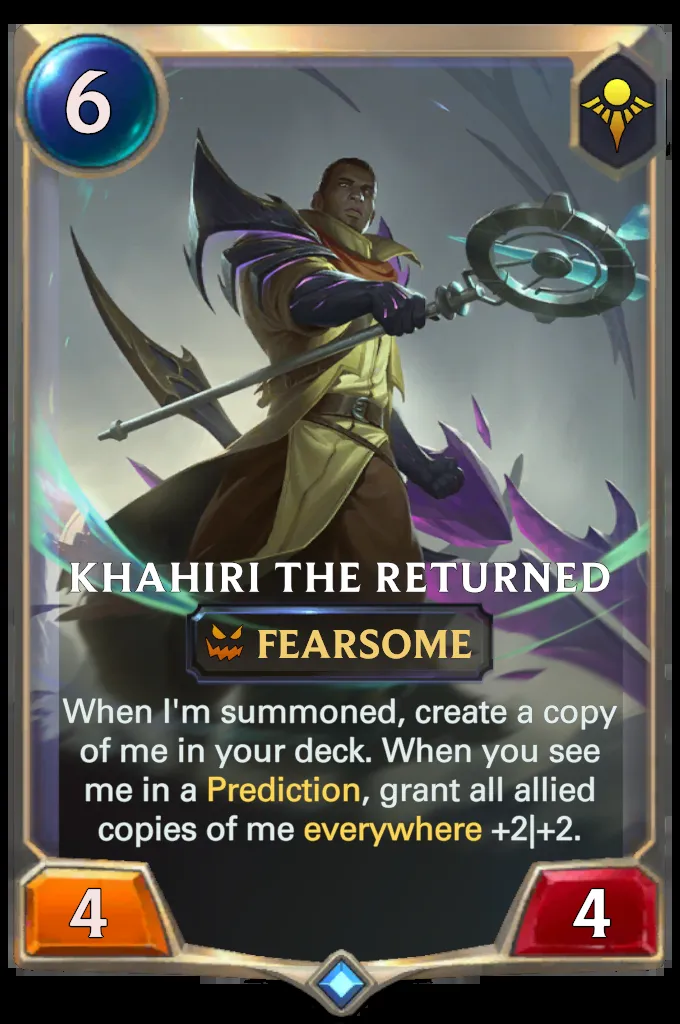 6
KHAHIRI THE RETURNED
FEARSOME
When I'm summoned, create a copy
of me in your deck. When you see
me in a Prediction, grant all allied
copies of me everywhere +2|+2.
4
4